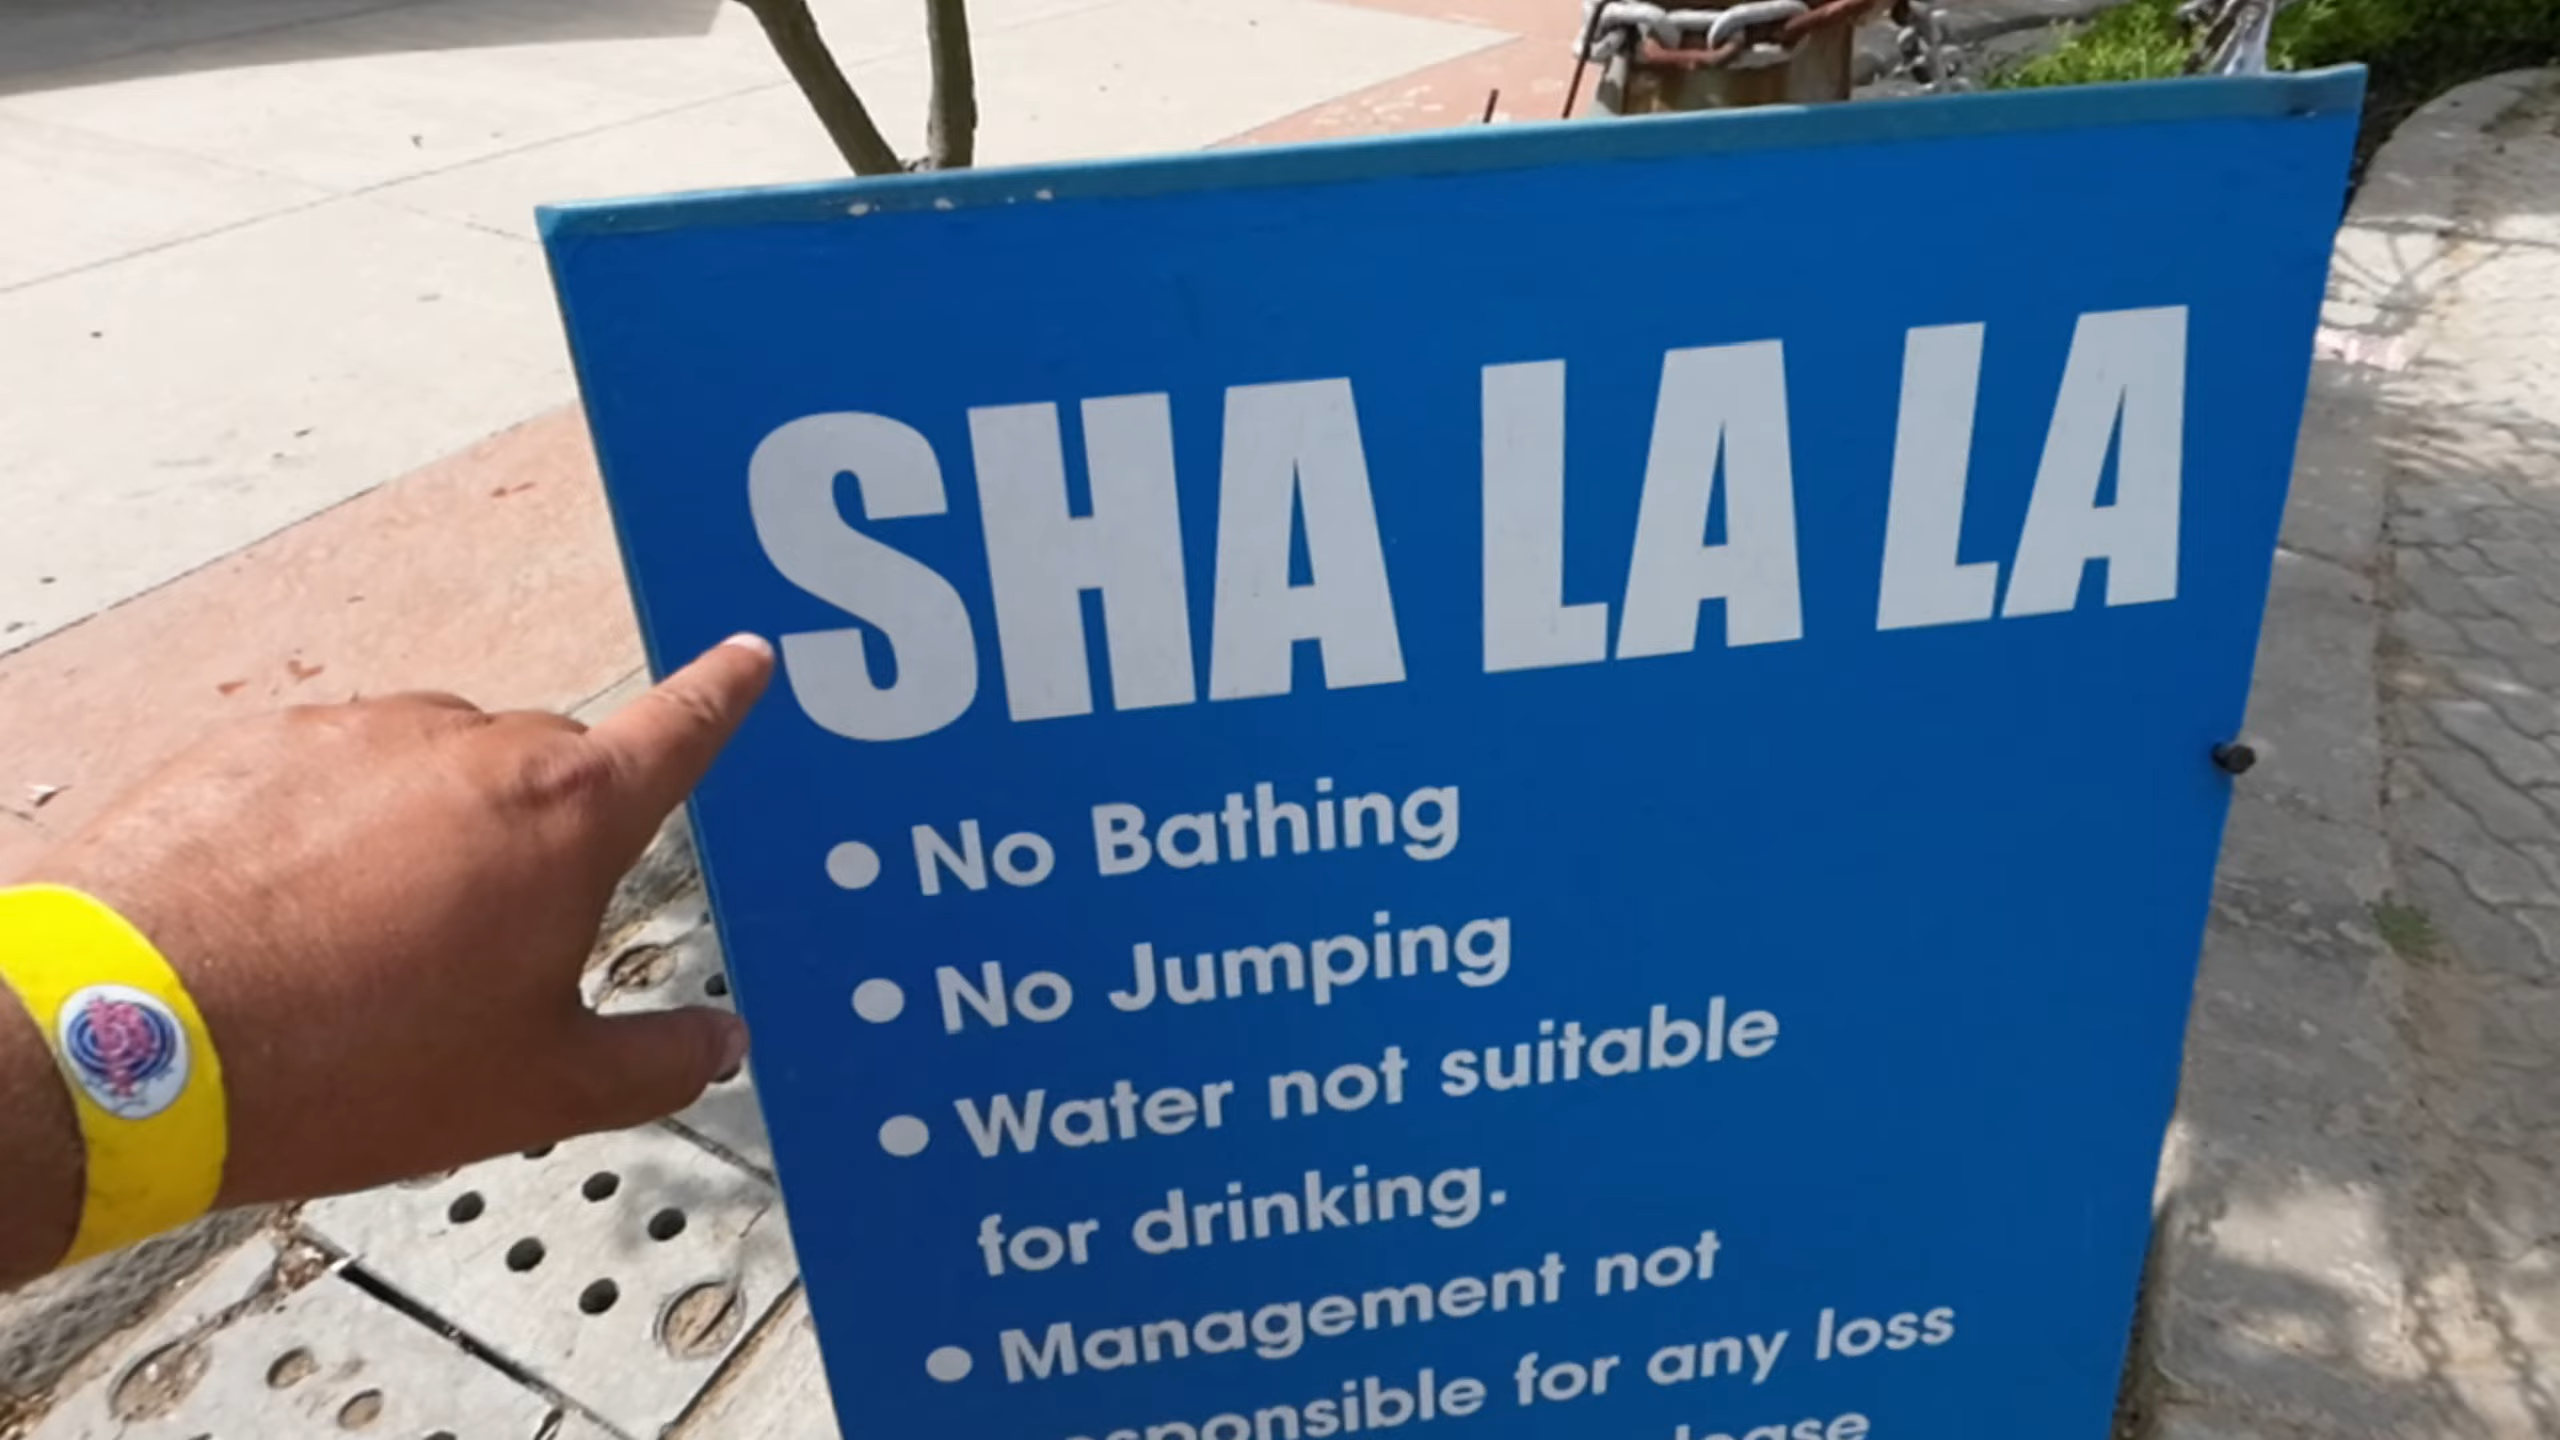 SHA LA LA
• No Bathing
• No Jumping
• Water not suitable
for drinking.
• Management not
responsible for any loss